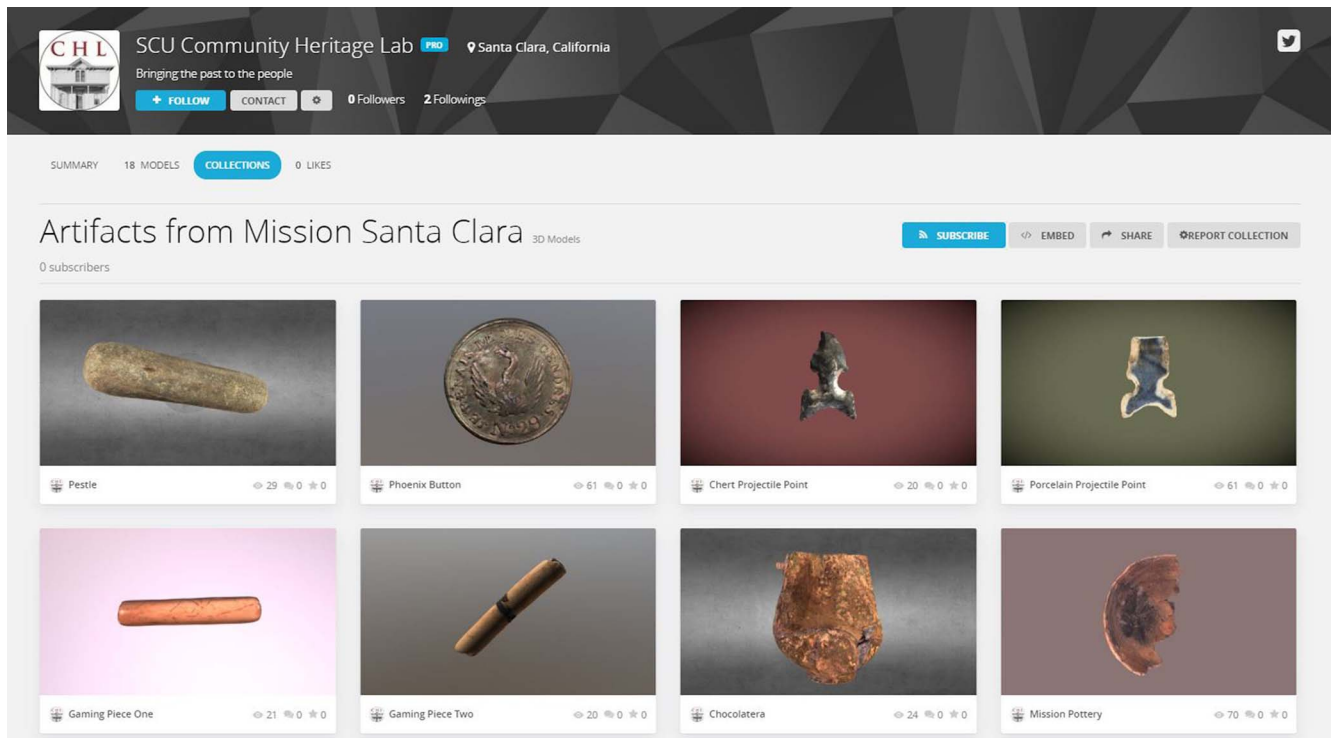 CHL
SCU Community Heritage Lab PRO Santa Clara, California
Bringing the past to the people
+ FOLLOW CONTACT 0 Followers 2 Followings
SUMMARY 18 MODELS COLLECTIONS 0 LIKES
Artifacts from Mission Santa Clara 3D Models
SUBSCRIBE </> EMBED SHARE REPORT COLLECTION
0 subscribers
Pestle 29 0 0
Phoenix Button 61 0 0
Chert Projectile Point 20 0 0
Porcelain Projectile Point 61 0 0
Gaming Piece One 21 0 0
Gaming Piece Two 20 0 0
Chocolatera 24 0 0
Mission Pottery 70 0 0